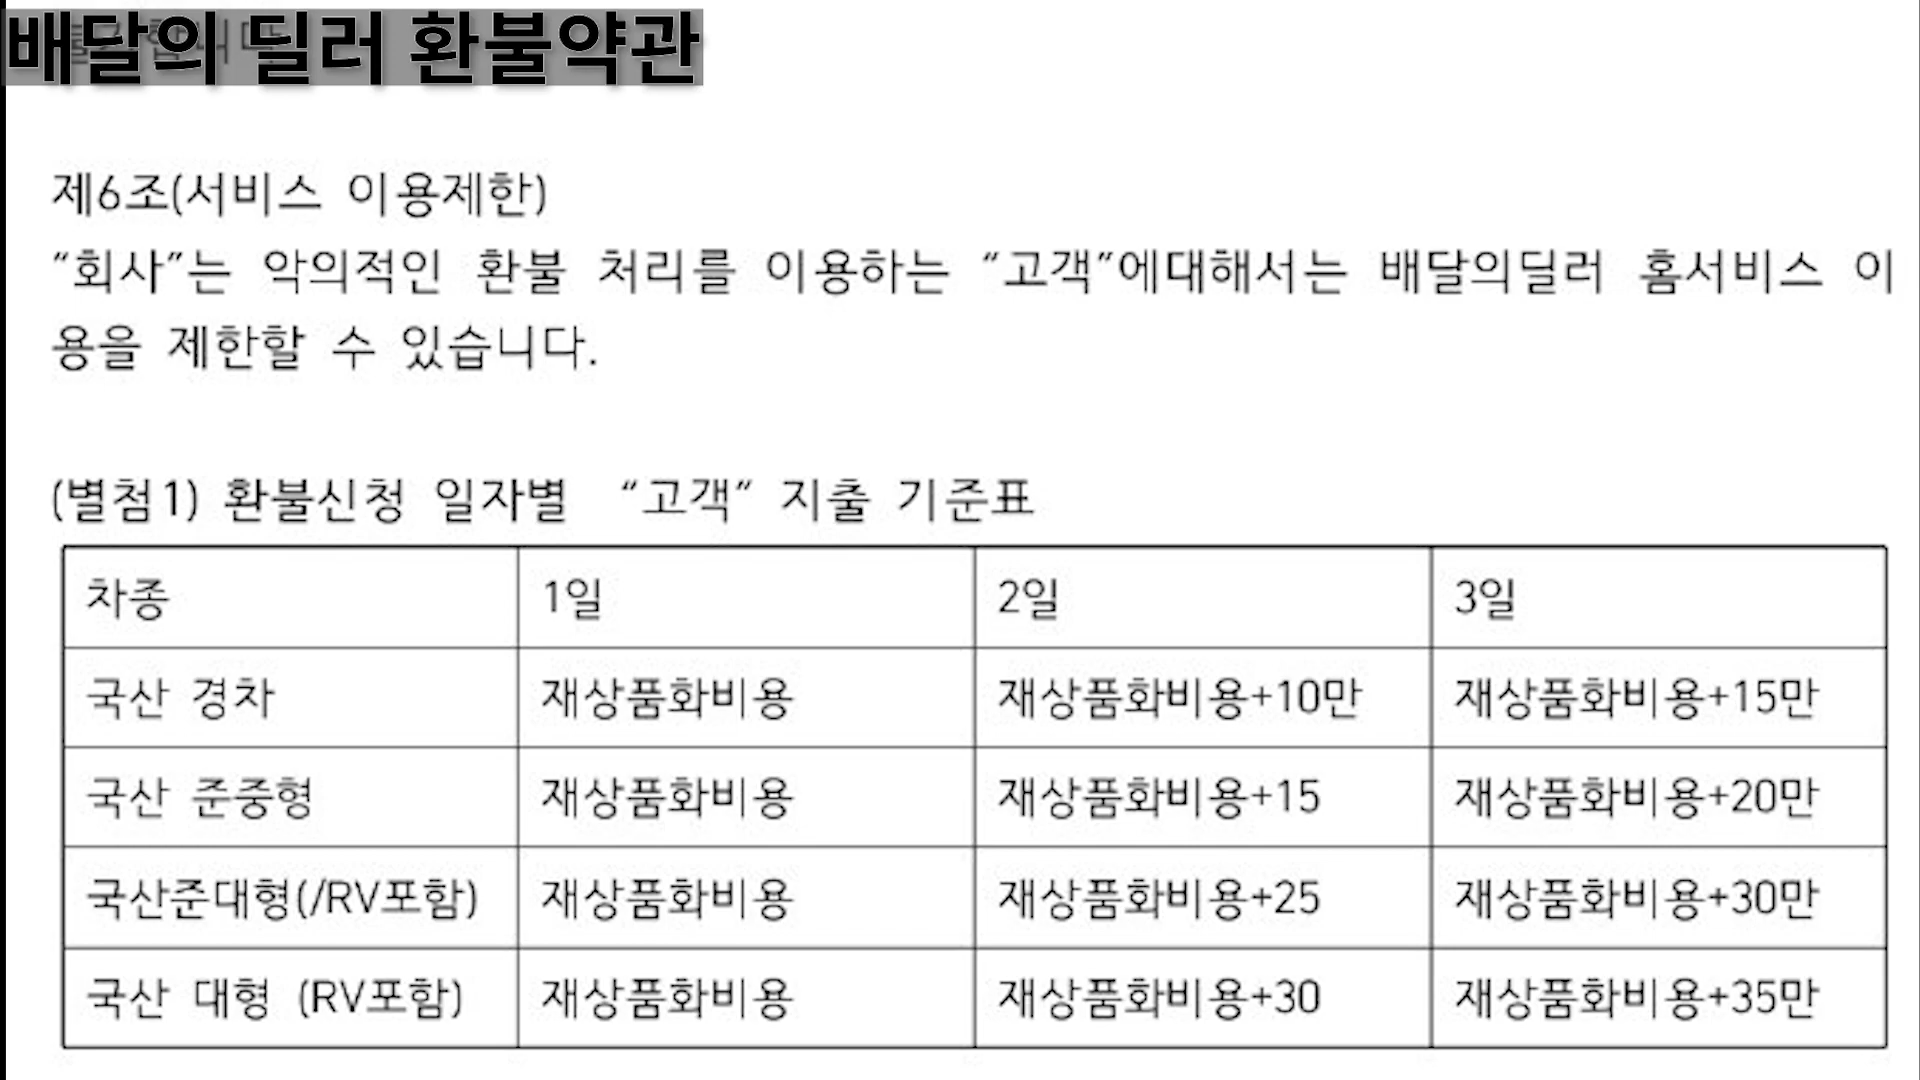 배달의 딜러 환불약관
제6조(서비스 이용제한)
“회사”는 악의적인 환불 처리를 이용하는 “고객”에대해서는 배달의딜러 홈서비스 이
용을 제한할 수 있습니다.
(별첨1) 환불신청 일자별 “고객” 지출 기준표
차종 1일 2일 3일
국산 경차 재상품화비용 재상품화비용+10만 재상품화비용+15만
국산 준중형 재상품화비용 재상품화비용+15 재상품화비용+20만
국산준대형(/RV포함) 재상품화비용 재상품화비용+25 재상품화비용+30만
국산 대형 (RV포함) 재상품화비용 재상품화비용+30 재상품화비용+35만